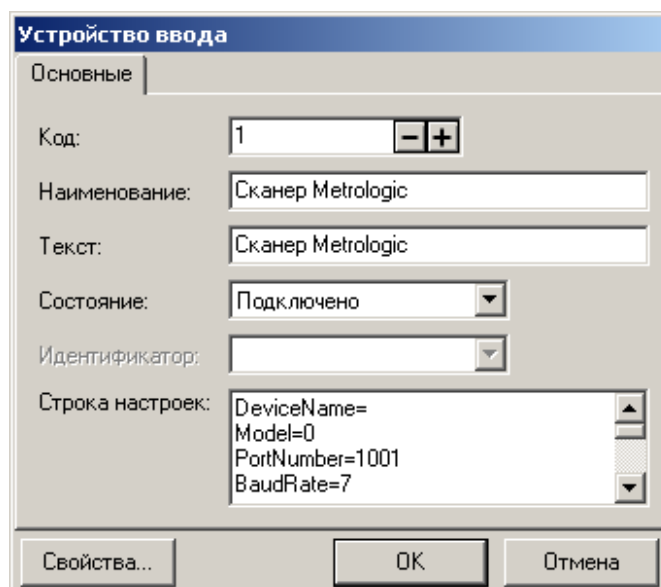 Устройство ввода
Основные
Код: 1 − +
Наименование: Сканер Metrologic
Текст: Сканер Metrologic
Состояние: Подключено
Идентификатор:
Строка настроек: DeviceName=
Model=0
PortNumber=1001
BaudRate=7
Свойства... OK Отмена